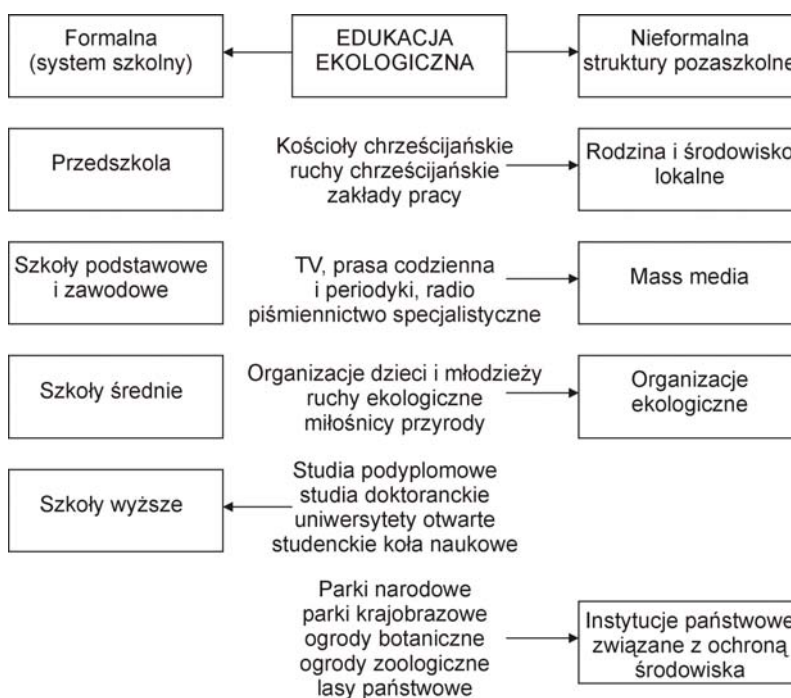 Formalna
(system szkolny)
EDUKACJA
EKOLOGICZNA
Nieformalna
struktury pozaszkolne
Przedszkola
Kościoły chrześcijańskie
ruchy chrześcijańskie
zakłady pracy
Rodzina i środowisko
lokalne
Szkoły podstawowe
i zawodowe
TV, prasa codzienna
i periodyki, radio
piśmiennictwo specjalistyczne
Mass media
Szkoły średnie
Organizacje dzieci i młodzieży
ruchy ekologiczne
miłośnicy przyrody
Organizacje
ekologiczne
Szkoły wyższe
Studia podyplomowe
studia doktoranckie
uniwersytety otwarte
studenckie koła naukowe
Parki narodowe
parki krajobrazowe
ogrody botaniczne
ogrody zoologiczne
lasy państwowe
Instytucje państwowe
związane z ochroną
środowiska